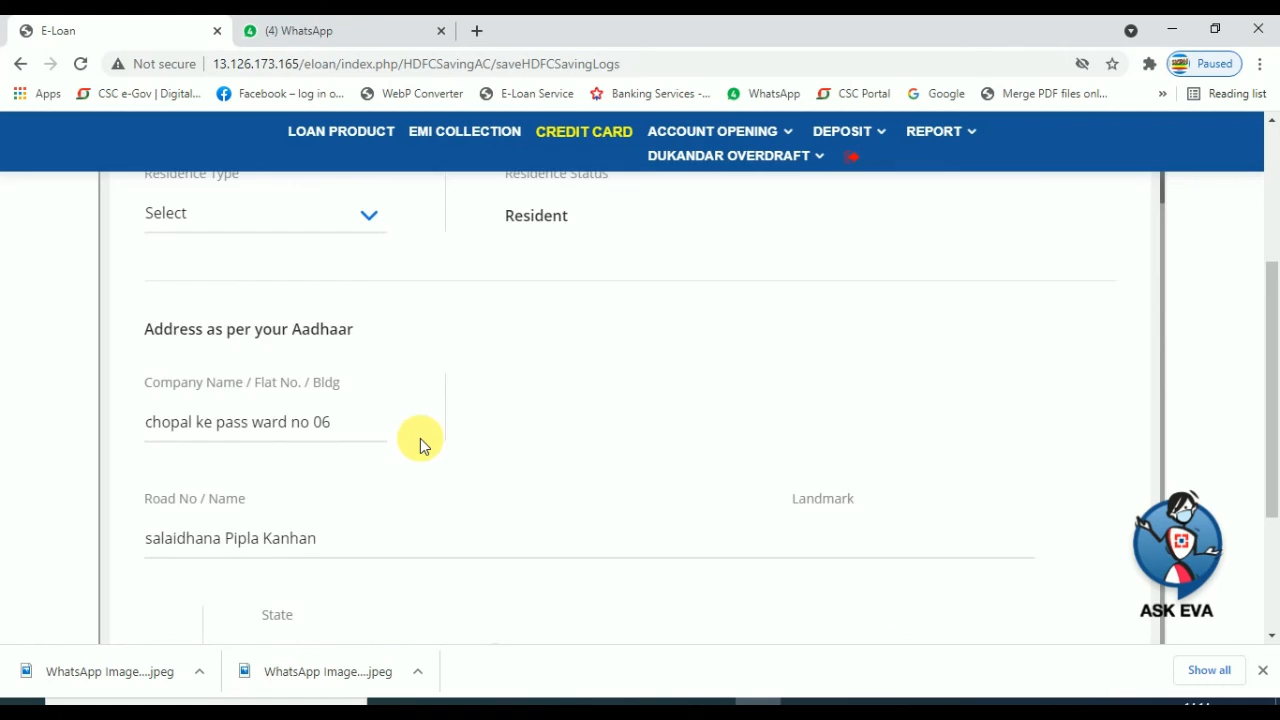 E-Loan
(4) WhatsApp
Not secure
13.126.173.165/eloan/index.php/HDFCSavingAC/saveHDFCSavingLogs
Paused
Apps
CSC e-Gov | Digital...
Facebook – log in o...
WebP Converter
E-Loan Service
Banking Services -...
WhatsApp
CSC Portal
Google
Merge PDF files onl...
»
Reading list
LOAN PRODUCT
EMI COLLECTION
CREDIT CARD
ACCOUNT OPENING
DEPOSIT
REPORT
DUKANDAR OVERDRAFT
Residence Type
Residence Status
Select
Resident
Address as per your Aadhaar
Company Name / Flat No. / Bldg
chopal ke pass ward no 06
Road No / Name
Landmark
salaidhana Pipla Kanhan
State
ASK EVA
WhatsApp Image....jpeg
WhatsApp Image....jpeg
Show all